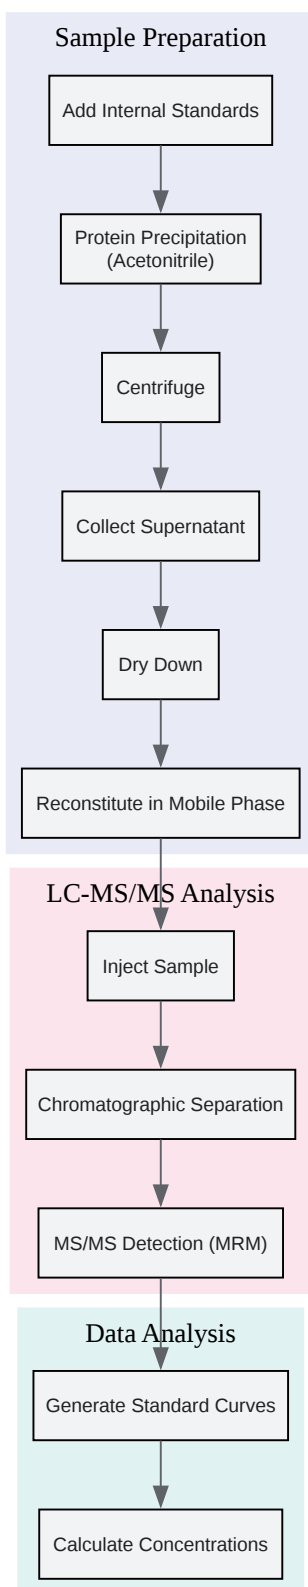 Sample Preparation
Add Internal Standards
Protein Precipitation
(Acetonitrile)
Centrifuge
Collect Supernatant
Dry Down
Reconstitute in Mobile Phase
LC-MS/MS Analysis
Inject Sample
Chromatographic Separation
MS/MS Detection (MRM)
Data Analysis
Generate Standard Curves
Calculate Concentrations